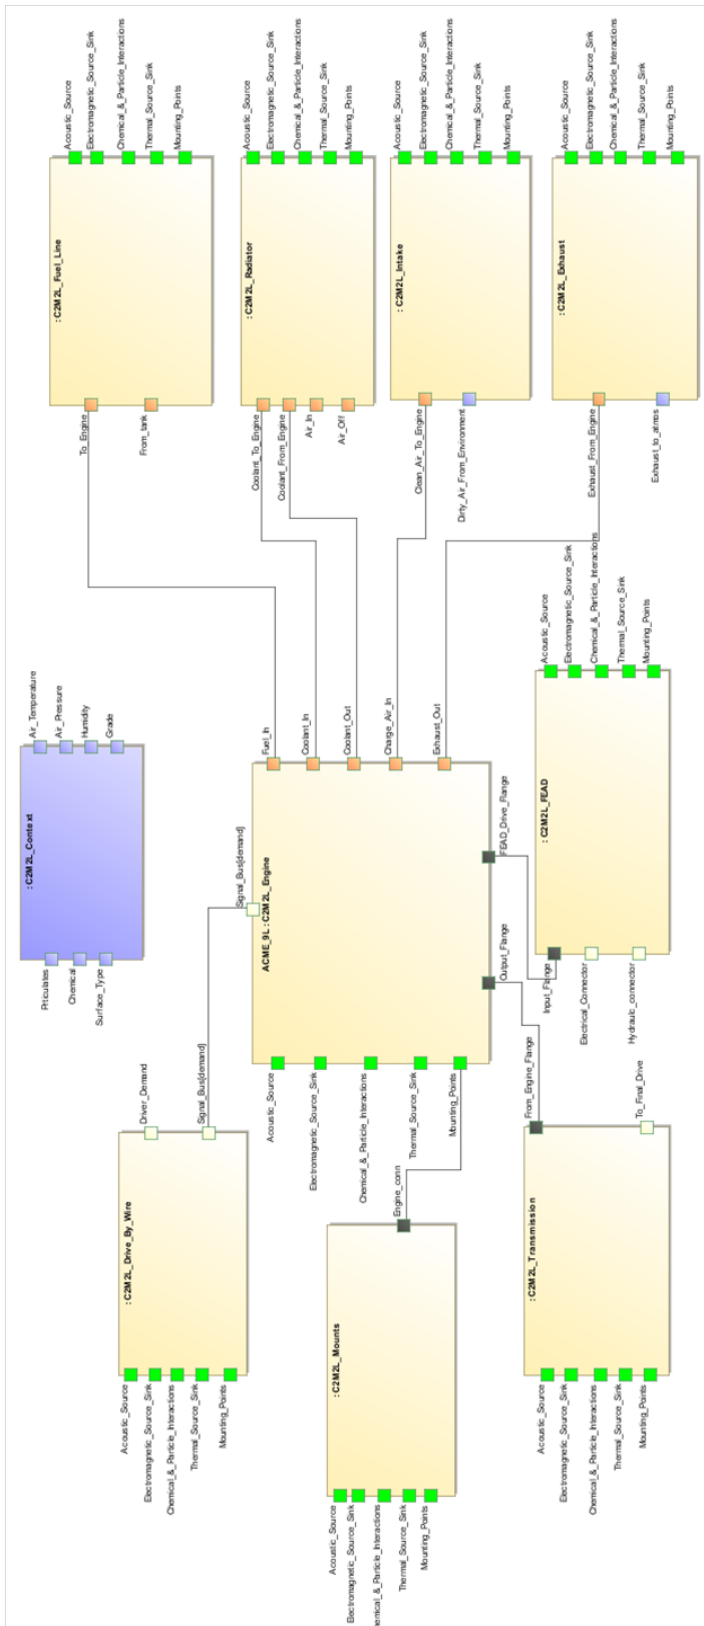 Acoustic_Source
Electromagnetic_Source_Sink
Chemical_&_Particle_Interactions
Thermal_Source_Sink
Mounting_Points
: C2M2L_Fuel_Line
To_Engine
From_tank
Acoustic_Source
Electromagnetic_Source_Sink
Chemical_&_Particle_Interactions
Thermal_Source_Sink
Mounting_Points
: C2M2L_Radiator
Coolant_To_Engine
Coolant_From_Engine
Air_In
Air_Off
Acoustic_Source
Electromagnetic_Source_Sink
Chemical_&_Particle_Interactions
Thermal_Source_Sink
Mounting_Points
: C2M2L_Intake
Clean_Air_To_Engine
Dirty_Air_From_Environment
Acoustic_Source
Electromagnetic_Source_Sink
Chemical_&_Particle_Interactions
Thermal_Source_Sink
Mounting_Points
: C2M2L_Exhaust
Exhaust_From_Engine
Exhaust_to_atmos
Air_Temperature
Air_Pressure
Humidity
Grade
: C2M2L_Context
Chemical
Surface_Type
Fuel_In
Coolant_In
Coolant_Out
Charge_Air_In
Exhaust_Out
Signal_Bus(demand)
ACME_9L : C2M2L_Engine
FEAD_Drive_Flange
Output_Flange
Acoustic_Source
Electromagnetic_Source_Sink
Chemical_&_Particle_Interactions
Thermal_Source_Sink
Mounting_Points
Acoustic_Source
Electromagnetic_Source_Sink
Chemical_&_Particle_Interactions
Thermal_Source_Sink
Mounting_Points
: C2M2L_FEAD
Input_Flange
Electrical_Connector
Hydraulic_connector
Driver_Demand
Signal_Bus(demand)
: C2M2L_Drive_By_Wire
Acoustic_Source
Electromagnetic_Source_Sink
Chemical_&_Particle_Interactions
Thermal_Source_Sink
Mounting_Points
Engine_conn
: C2M2L_Mounts
Acoustic_Source
Electromagnetic_Source_Sink
hemical_&_Particle_Interactions
Thermal_Source_Sink
Mounting_Points
From_Engine_Flange
To_Final_Drive
: C2M2L_Transmission
Acoustic_Source
Electromagnetic_Source_Sink
Chemical_&_Particle_Interactions
Thermal_Source_Sink
Mounting_Points